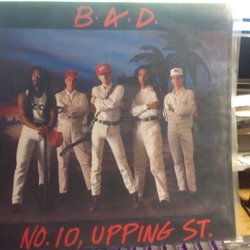 B.A.D.
NO. 10, UPPING ST.